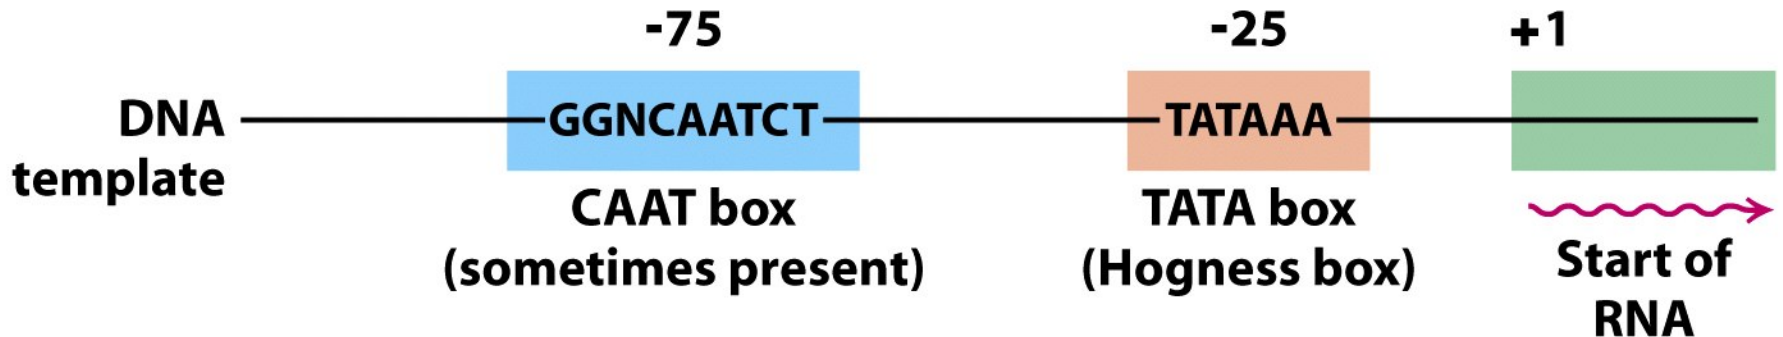 -75
-25
+1
DNA
template
GGNCAATCT
TATAAA
CAAT box
(sometimes present)
TATA box
(Hogness box)
Start of
RNA